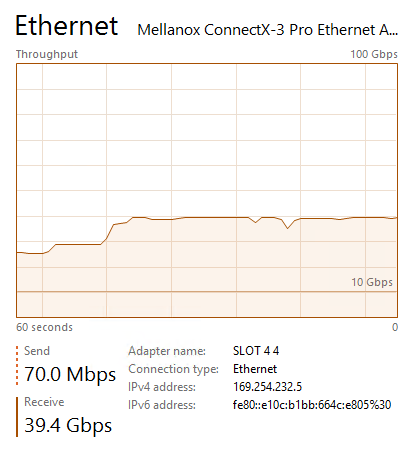 Ethernet Mellanox ConnectX-3 Pro Ethernet A...
Throughput 100 Gbps
10 Gbps
60 seconds 0
Send
70.0 Mbps
Receive
39.4 Gbps
Adapter name: SLOT 4 4
Connection type: Ethernet
IPv4 address: 169.254.232.5
IPv6 address: fe80::e10c:b1bb:664c:e805%30